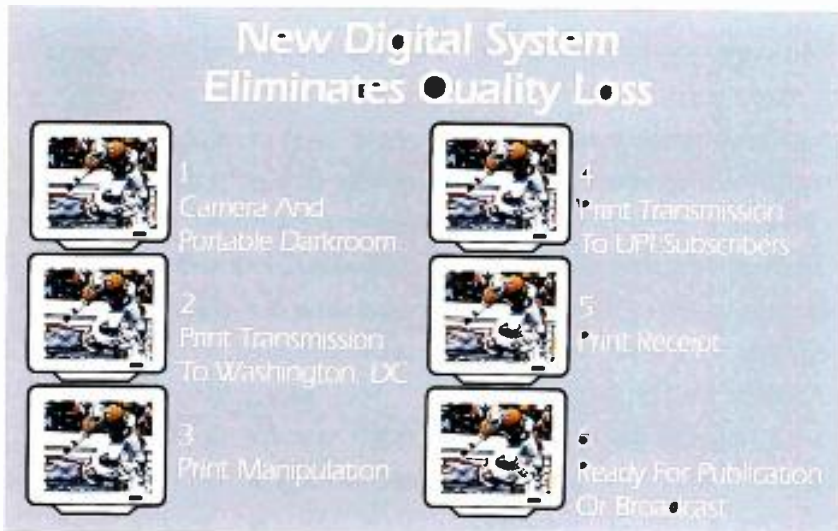 New Digital System
Eliminates Quality Loss
1
Camera And
Portable Darkroom
2
Print Transmission
To Washington, DC
3
Print Manipulation
4
Print Transmission
To UPI Subscribers
5
Print Receipt
Ready For Publication
Or Broadcast